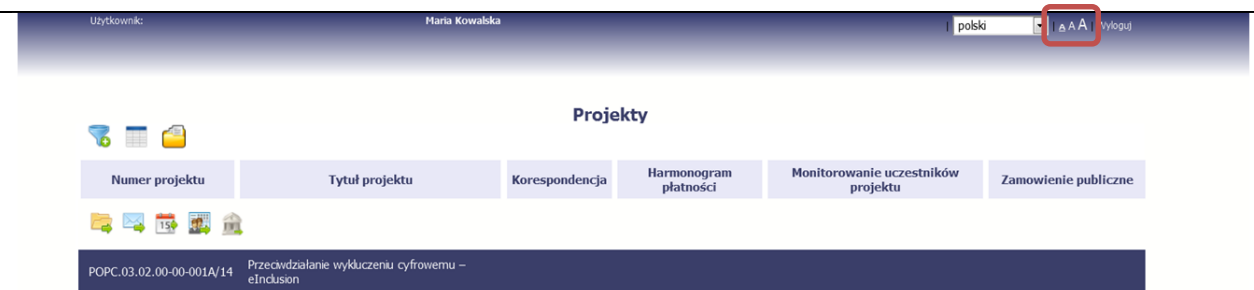 Użytkownik: Maria Kowalska | polski | A A A | Wyloguj
Projekty
Numer projektu Tytuł projektu Korespondencja Harmonogram płatności Monitorowanie uczestników projektu Zamowienie publiczne
15
POPC.03.02.00-00-001A/14 Przeciwdziałanie wykluczeniu cyfrowemu –
eInclusion